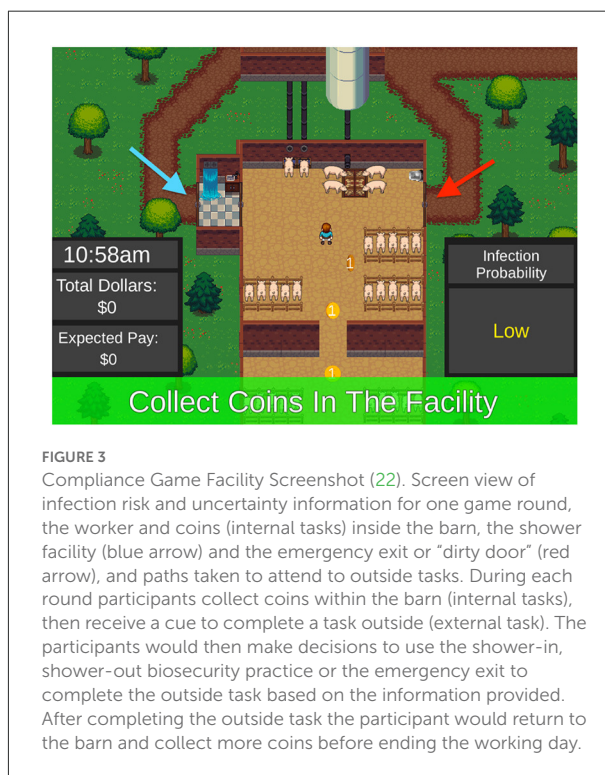 10:58am
Total Dollars:
$0
Expected Pay:
$0
Infection
Probability
Low
1
1
1
Collect Coins In The Facility
FIGURE 3
Compliance Game Facility Screenshot (22). Screen view of
infection risk and uncertainty information for one game round,
the worker and coins (internal tasks) inside the barn, the shower
facility (blue arrow) and the emergency exit or “dirty door” (red
arrow), and paths taken to attend to outside tasks. During each
round participants collect coins within the barn (internal tasks),
then receive a cue to complete a task outside (external task). The
participants would then make decisions to use the shower-in,
shower-out biosecurity practice or the emergency exit to
complete the outside task based on the information provided.
After completing the outside task the participant would return to
the barn and collect more coins before ending the working day.